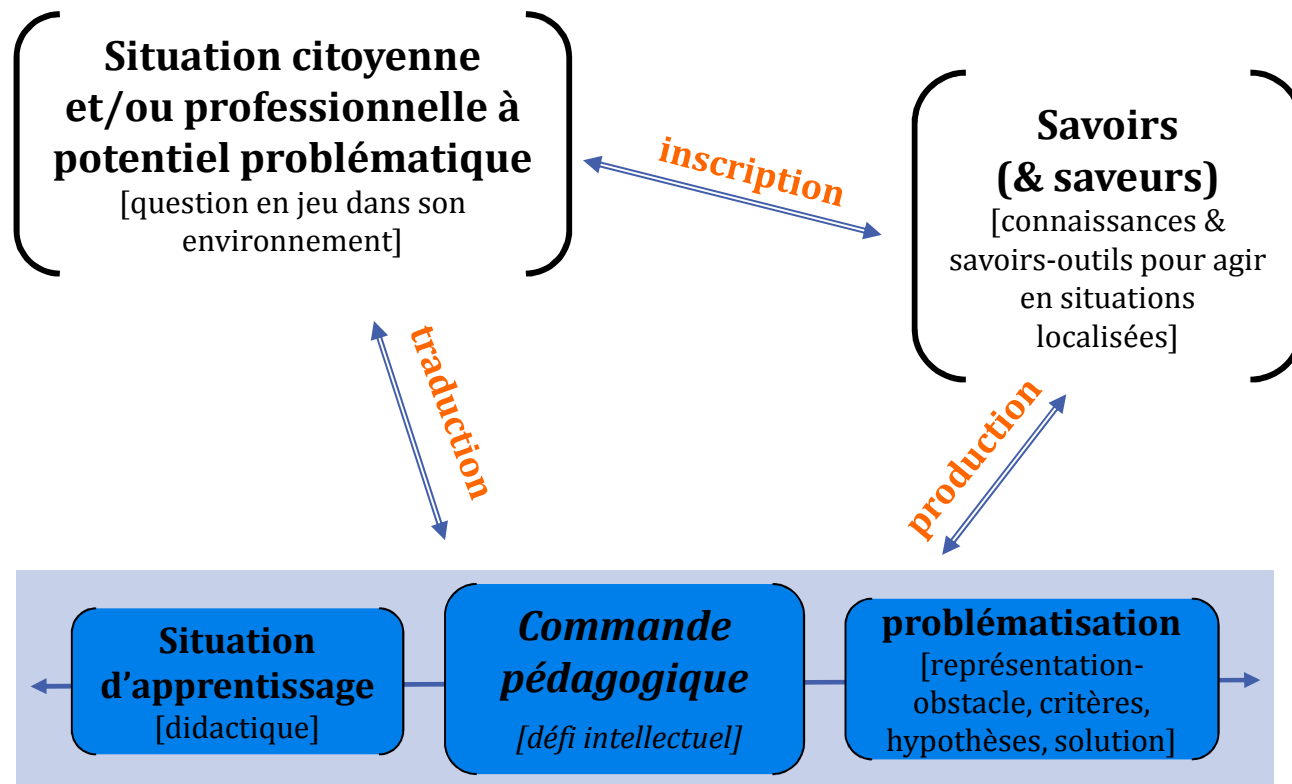 Situation citoyenne
et/ou professionnelle à
potentiel problématique
[question en jeu dans son
environnement]
inscription
Savoirs
(& saveurs)
[connaissances &
savoirs-outils pour agir
en situations
localisées]
traduction
production
Situation
d’apprentissage
[didactique]
Commande
pédagogique
[défi intellectuel]
problématisation
[représentation-
obstacle, critères,
hypothèses, solution]